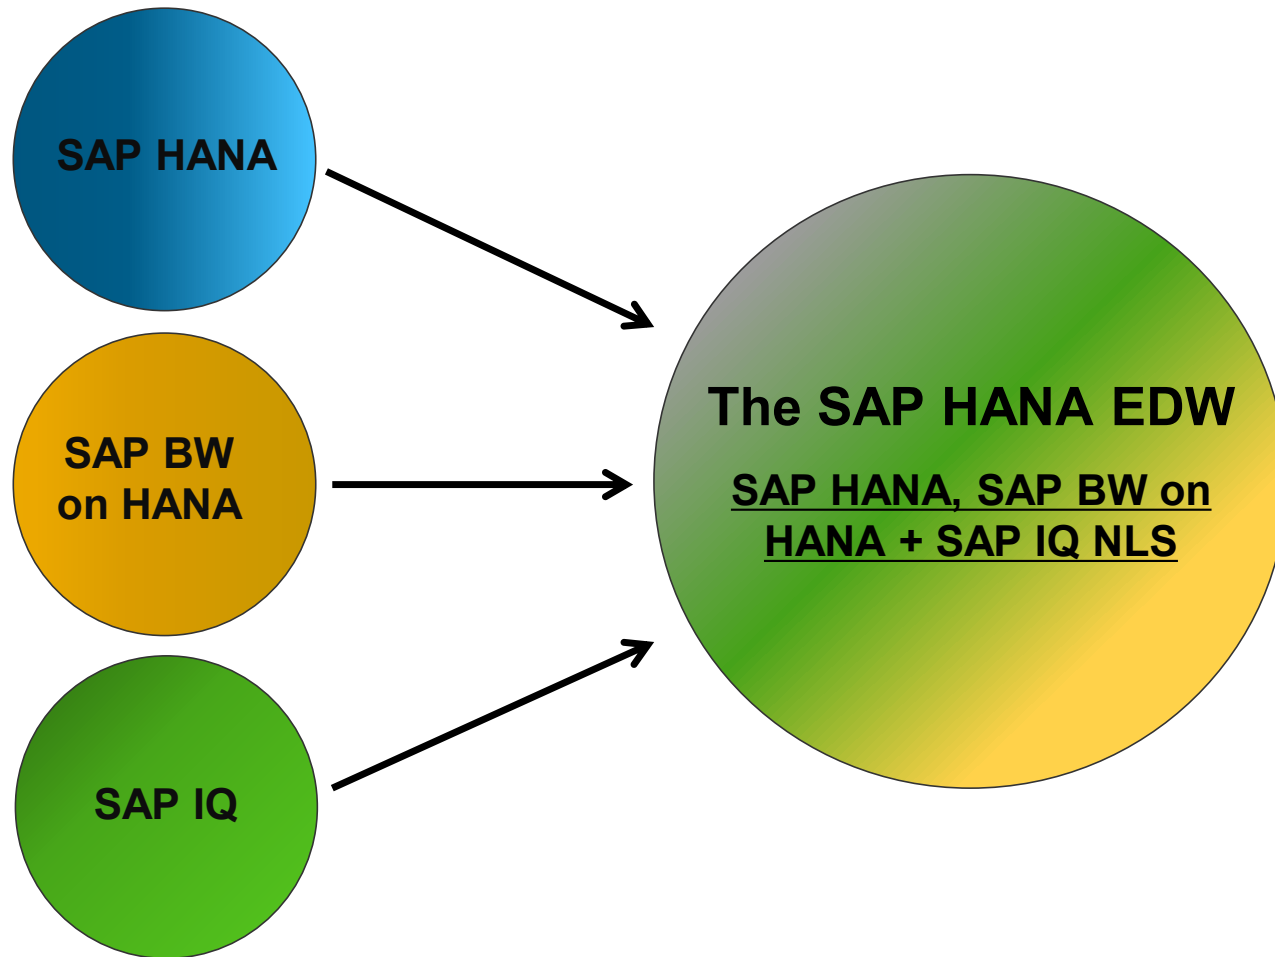 SAP HANA
SAP BW
on HANA
SAP IQ
The SAP HANA EDW
SAP HANA, SAP BW on
HANA + SAP IQ NLS